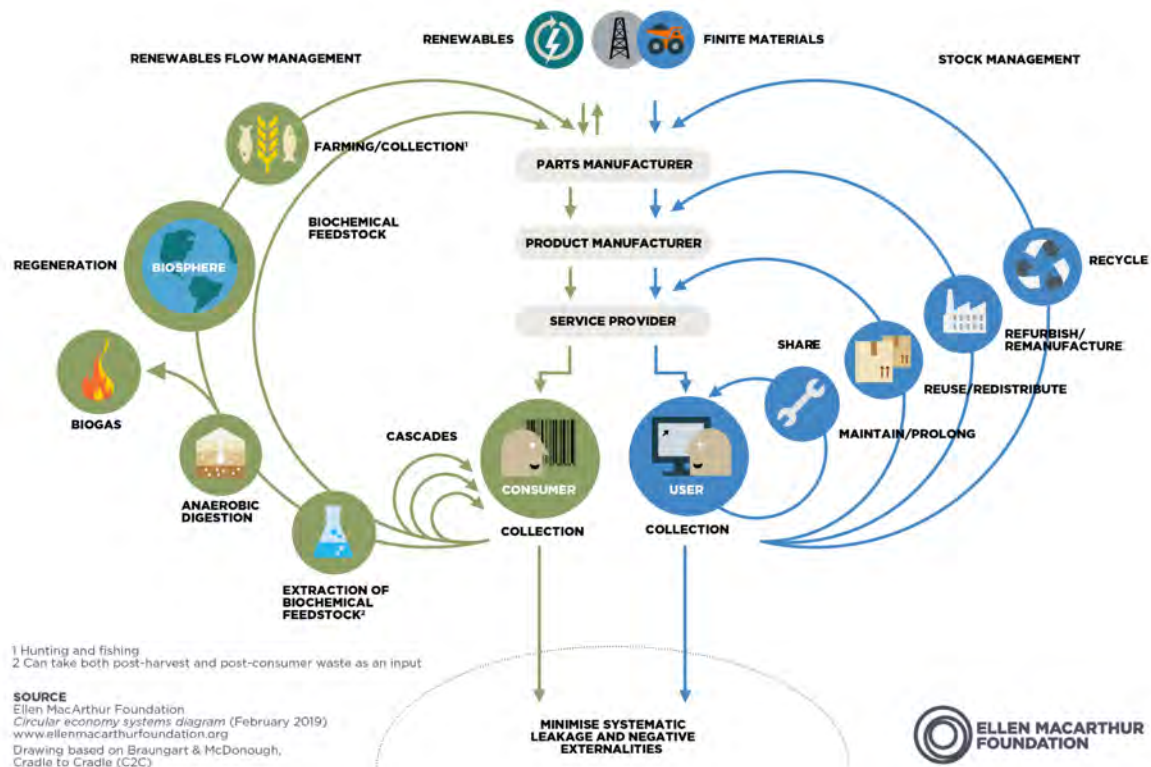 RENEWABLES
FINITE MATERIALS
RENEWABLES FLOW MANAGEMENT
STOCK MANAGEMENT
FARMING/COLLECTION¹
PARTS MANUFACTURER
BIOCHEMICAL
FEEDSTOCK
PRODUCT MANUFACTURER
REGENERATION
BIOSPHERE
RECYCLE
SERVICE PROVIDER
SHARE
REFURBISH/
REMANUFACTURE
REUSE/REDISTRIBUTE
BIOGAS
CASCADES
MAINTAIN/PROLONG
CONSUMER
USER
ANAEROBIC
DIGESTION
COLLECTION
COLLECTION
EXTRACTION OF
BIOCHEMICAL
FEEDSTOCK²
1 Hunting and fishing
2 Can take both post-harvest and post-consumer waste as an input
SOURCE
Ellen MacArthur Foundation
Circular economy systems diagram (February 2019)
www.ellenmacarthurfoundation.org
Drawing based on Braungart & McDonough,
Cradle to Cradle (C2C)
MINIMISE SYSTEMATIC
LEAKAGE AND NEGATIVE
EXTERNALITIES
ELLEN MACARTHUR
FOUNDATION